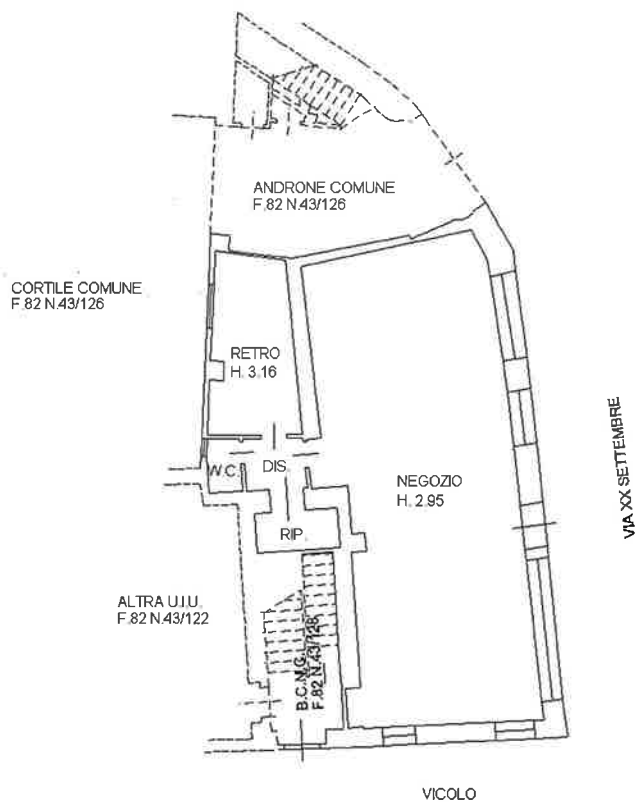 ANDRONE COMUNE
F.82 N.43/126
CORTILE COMUNE
F.82 N.43/126
RETRO
H. 3.16
W.C.
DIS.
NEGOZIO
H. 2.95
VIA XX SETTEMBRE
RIP.
ALTRA U.I.U.
F.82 N.43/122
B.C.N.G.
F.82 N.43/128
VICOLO